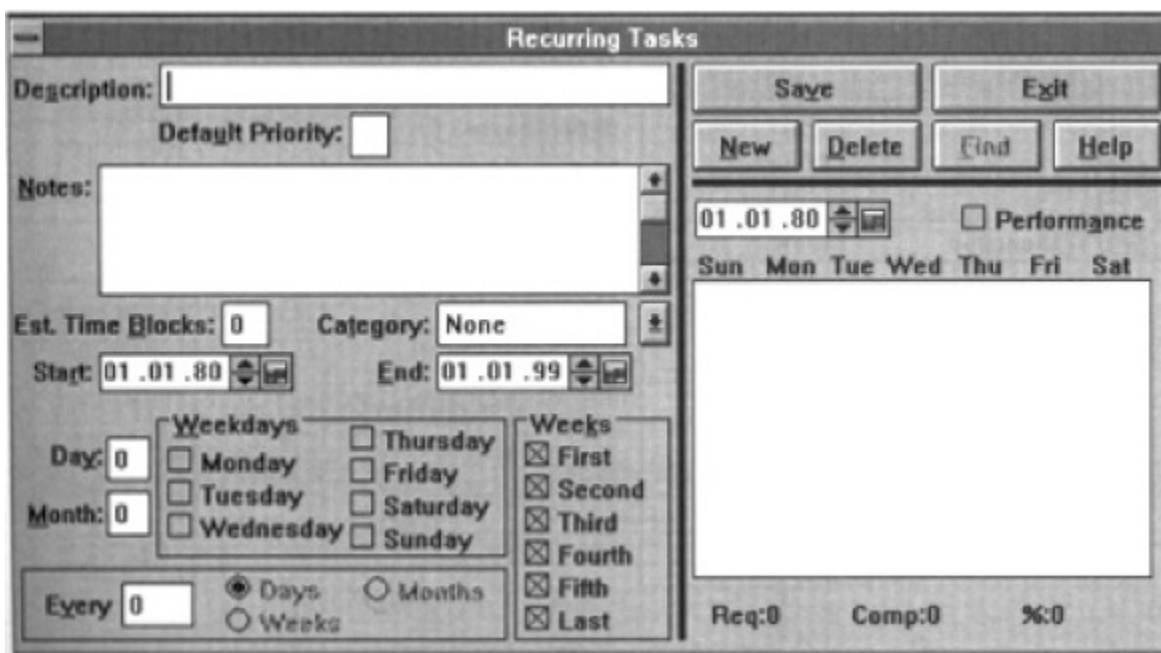 Recurring Tasks
Description:
Default Priority:
Notes:
Est. Time Blocks: 0 Category: None
Start: 01.01.80 End: 01.01.99
Day: 0
Month: 0
Weekdays
Monday
Tuesday
Wednesday
Thursday
Friday
Saturday
Sunday
Weeks
First
Second
Third
Fourth
Fifth
Last
Every 0 Days Months
Weeks
Save Exit
New Delete Find Help
01.01.80 Performance
Sun Mon Tue Wed Thu Fri Sat
Req:0 Comp:0 %:0